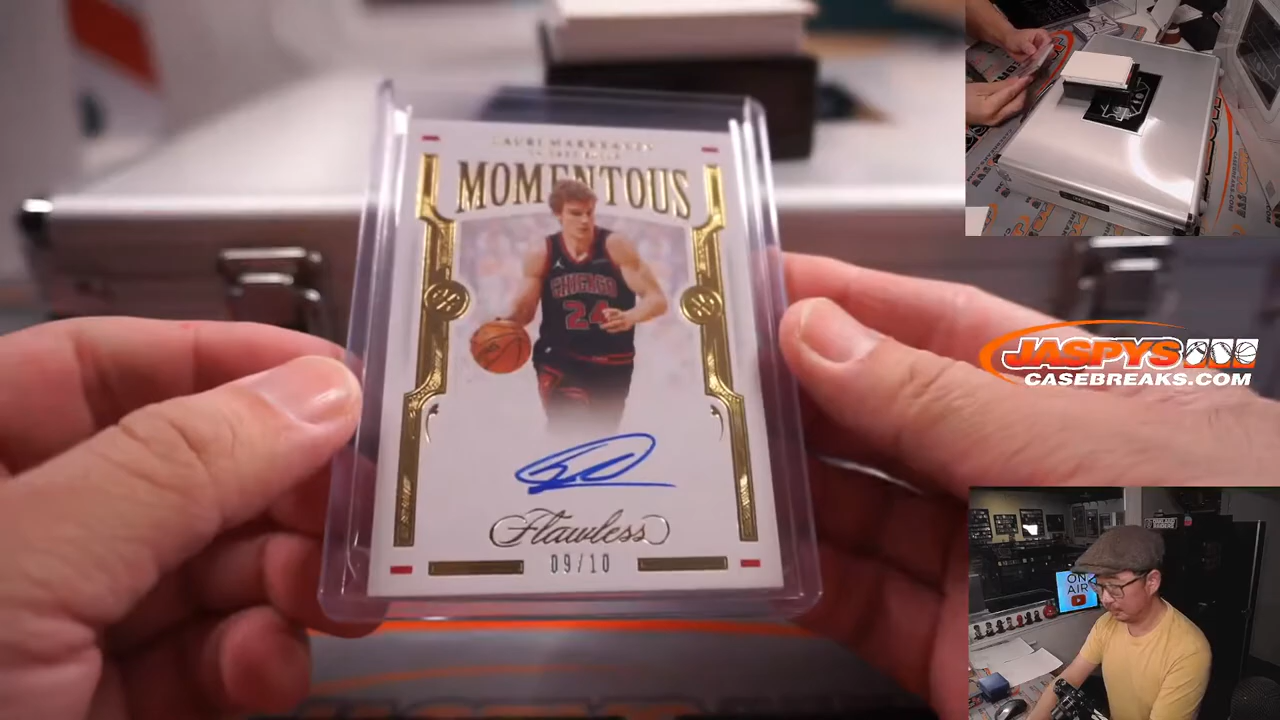 LAURI MARKKANEN
MOMENTOUS
CHICAGO
24
Flawless
09/10
JASPYS
CASEBREAKS.COM
ON
AIR